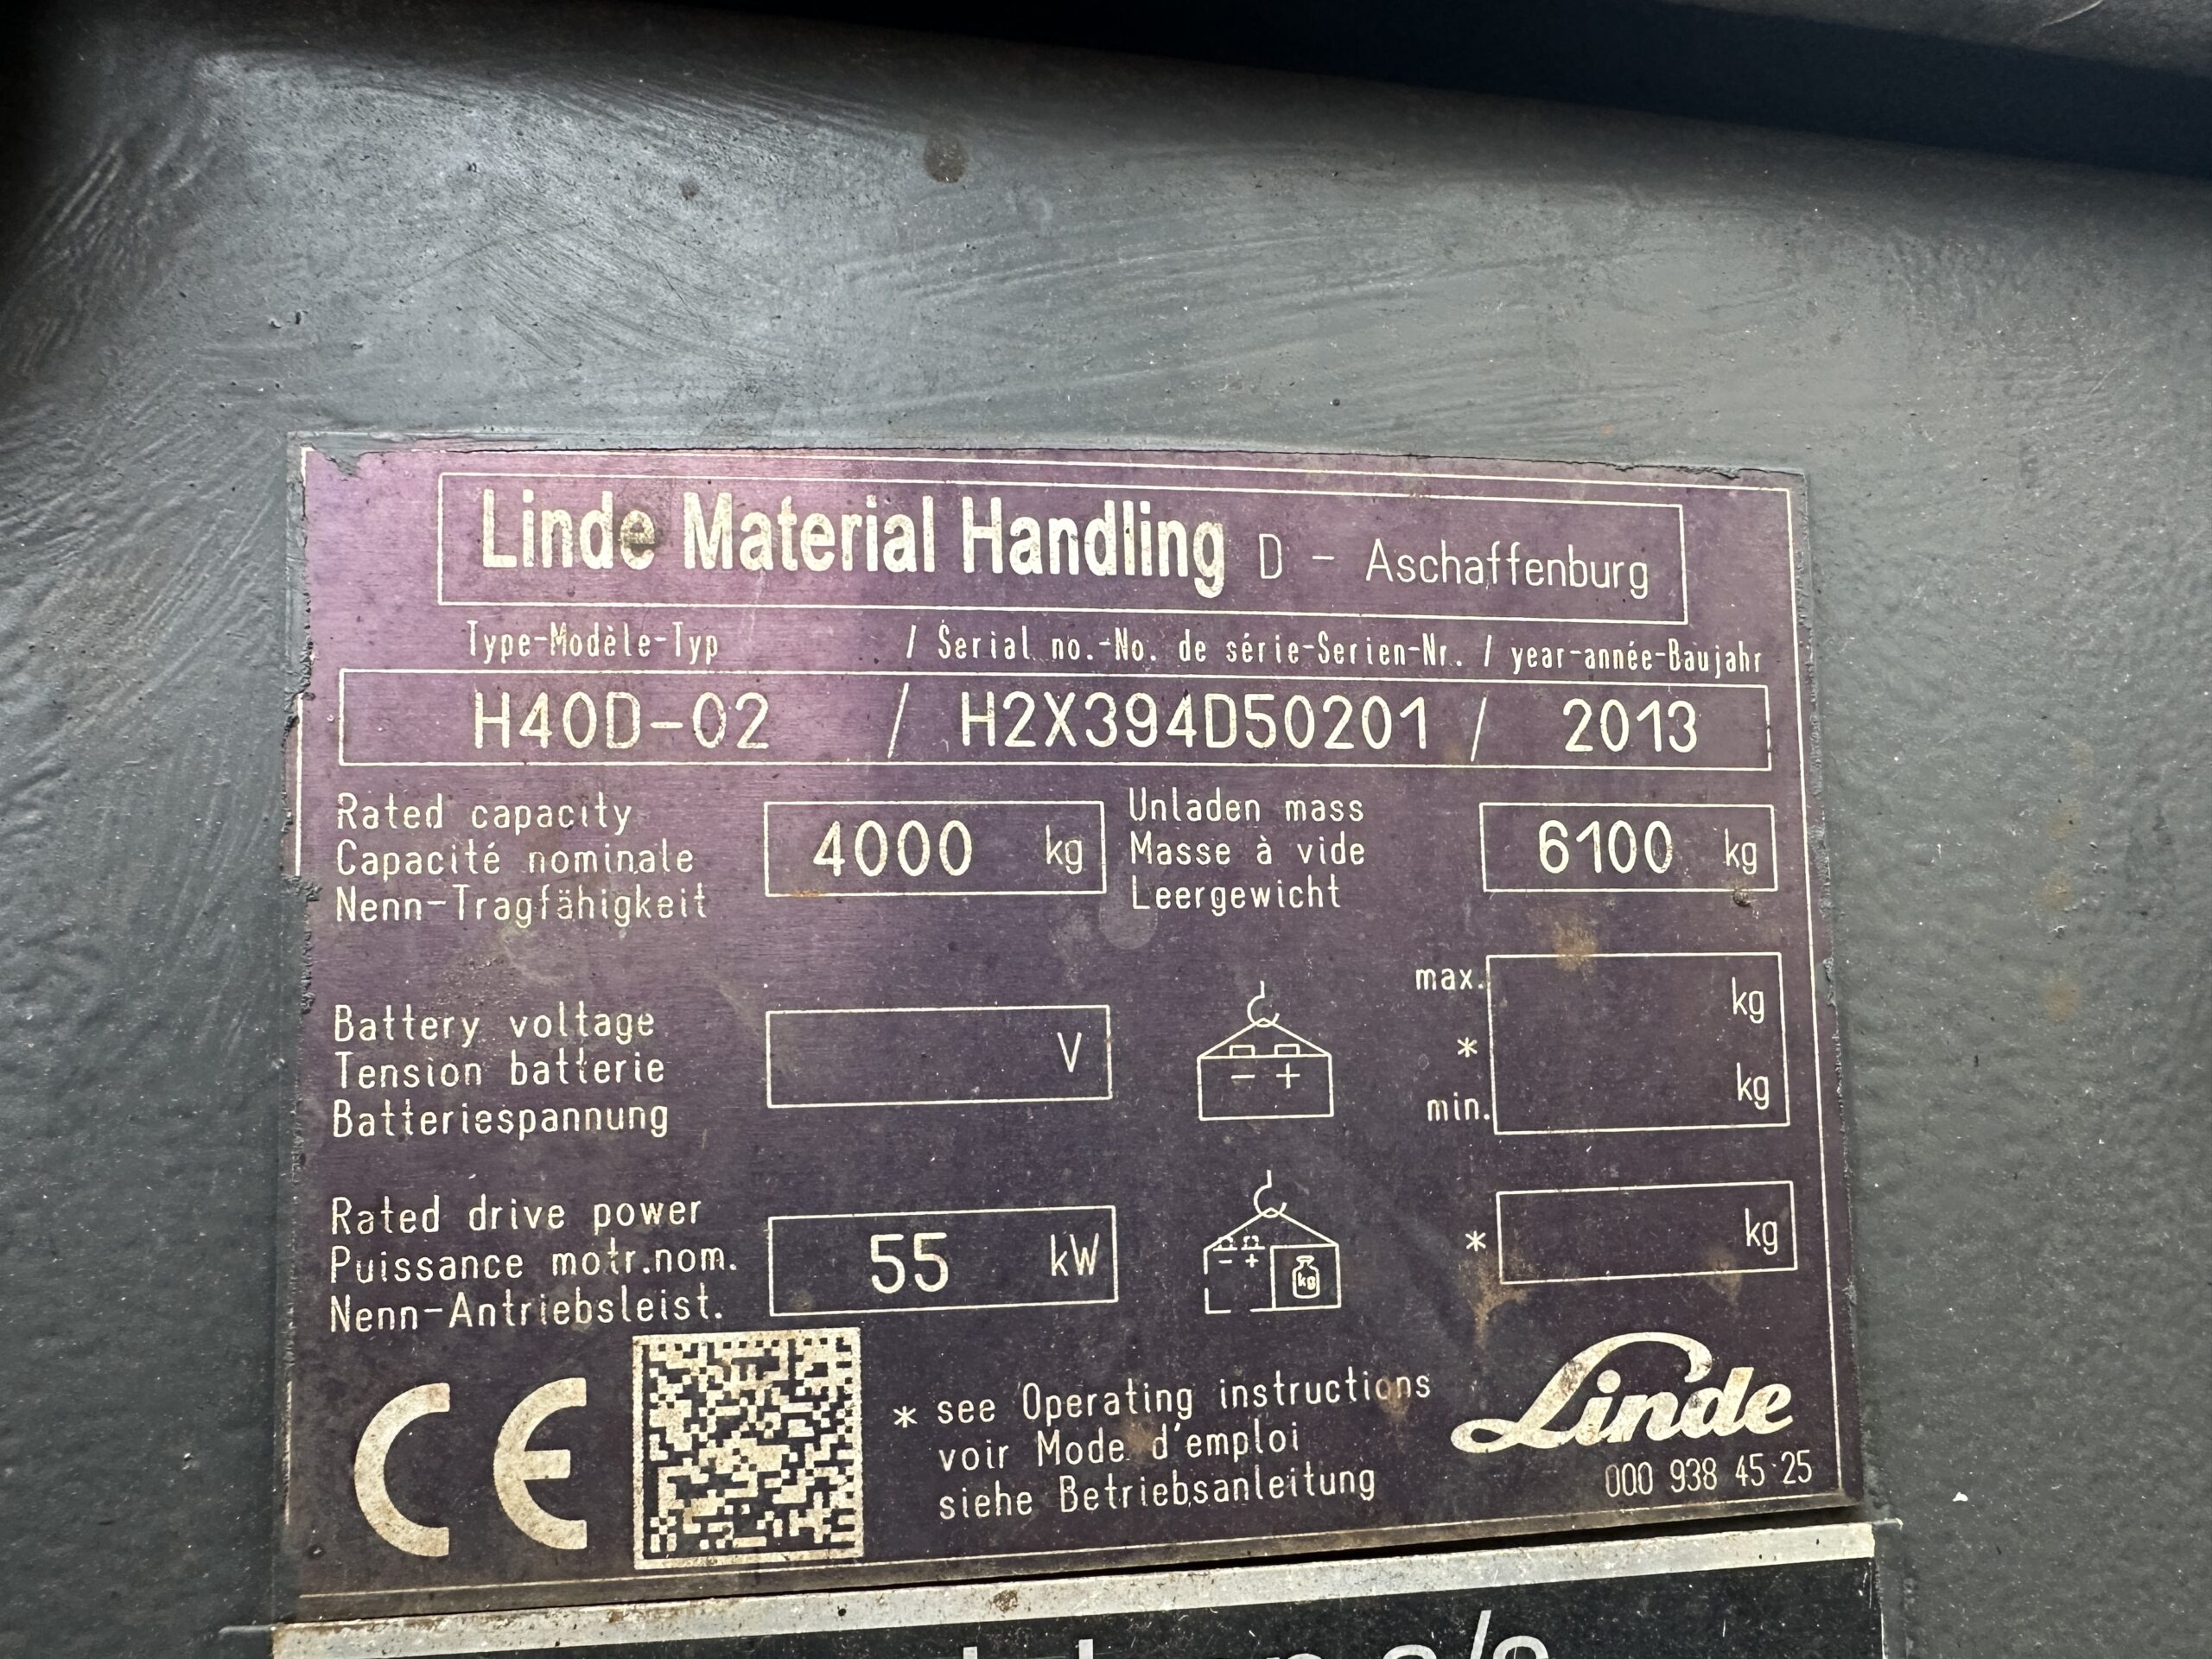 Linde Material Handling D - Aschaffenburg
Type-Modèle-Typ / Serial no.-No. de série-Serien-Nr. / year-année-Baujahr
H40D-02 / H2X394D50201 / 2013
Rated capacity
Capacité nominale
Nenn-Tragfähigkeit
4000 kg
Unladen mass
Masse à vide
Leergewicht
6100 kg
Battery voltage
Tension batterie
Batteriespannung
V
- +
max. kg
*
min. kg
Rated drive power
Puissance motr.nom.
Nenn-Antriebsleist.
55 kW
- + kg
* kg
CE
* see Operating instructions
voir Mode d'emploi
siehe Betriebsanleitung
Linde
000 938 45 25